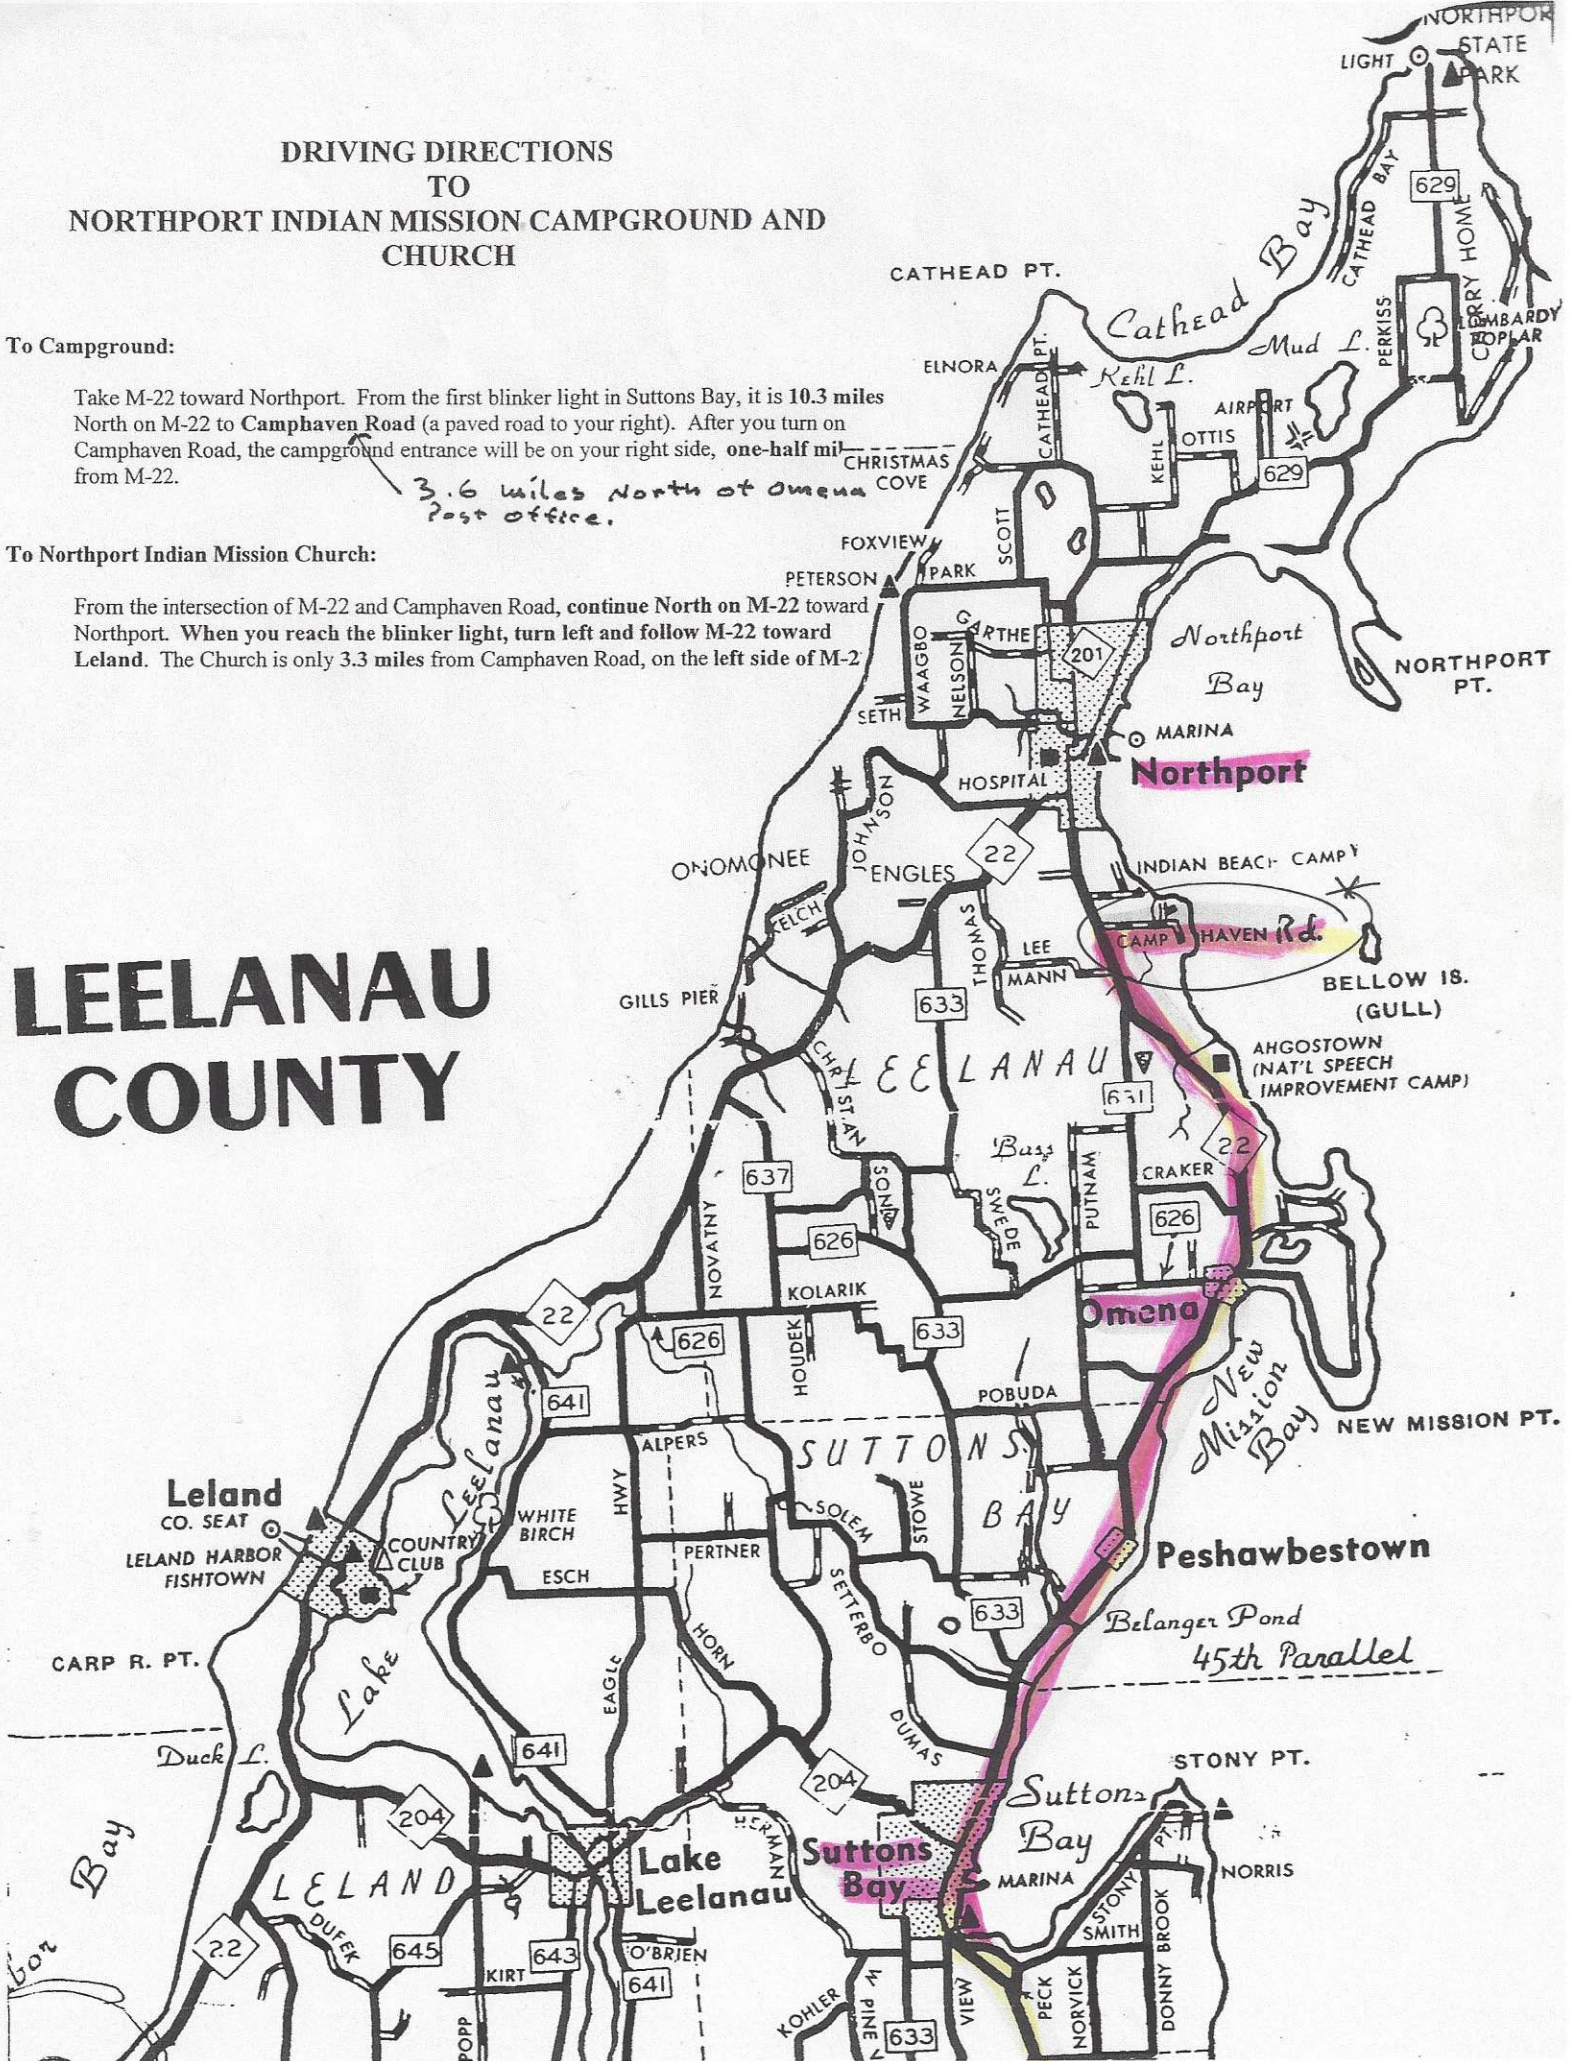 DRIVING DIRECTIONS
TO
NORTHPORT INDIAN MISSION CAMPGROUND AND
CHURCH
To Campground:
Take M-22 toward Northport. From the first blinker light in Suttons Bay, it is 10.3 miles
North on M-22 to Camphaven Road (a paved road to your right). After you turn on
Camphaven Road, the campground entrance will be on your right side, one-half mil
from M-22.
3.6 miles North of Omena
Post office.
To Northport Indian Mission Church:
From the intersection of M-22 and Camphaven Road, continue North on M-22 toward
Northport. When you reach the blinker light, turn left and follow M-22 toward
Leland. The Church is only 3.3 miles from Camphaven Road, on the left side of M-2
LEELANAU
COUNTY
NORTHPOR
STATE
PARK
LIGHT
CATHEAD BAY
629
CHERRY HOME
Cathead Bay
CATHEAD PT.
PERKISS
LOMBARDY
POPLAR
Mud L.
ELNORA
CATHEAD PT.
Kehl L.
AIRPORT
OTTIS
KEHL
629
CHRISTMAS
COVE
SCOTT
FOXVIEW
PARK
PETERSON
GARTHE
201
WAAGBO
NELSON
SETH
Northport
Bay
NORTHPORT
PT.
MARINA
Northport
HOSPITAL
JOHNSON
22
ONOMONEE
ENGLES
INDIAN BEACH CAMP
KELCH
THOMAS
LEE
MANN
CAMP HAVEN Rd.
BELLOW IS.
(GULL)
GILLS PIER
633
LEELANAU
AHGOSTOWN
(NAT'L SPEECH
IMPROVEMENT CAMP)
631
22
CHRISTIAN
Bass
L.
PUTNAM
CRAKER
637
SONJ
SWEDE
626
626
NOVATNY
KOLARIK
22
626
HOUDEK
633
Omena
New
Mission
Bay
641
POBUDA
NEW MISSION PT.
ALPERS
SUTTONS
BAY
Lake Leelanau
HWY
STOWE
SOLEM
Leland
CO. SEAT
LELAND HARBOR
FISHTOWN
COUNTRY
CLUB
WHITE
BIRCH
PERTNER
ESCH
SETTERBO
Peshawbestown
633
Belanger Pond
45th Parallel
CARP R. PT.
HORN
EAGLE
DUMAS
Duck L.
641
204
STONY PT.
Suttons
Bay
204
HERMAN
Suttons
Bay
MARINA
STONY PT.
NORRIS
Lake
Leelanau
LELAND
Bay
DUFEK
22
645
643
O'BRIEN
641
KIRT
POPP
SMITH
DONNY BROOK
KOHLER
W PINE V
633
VIEW
PECK
NORVICK
bor